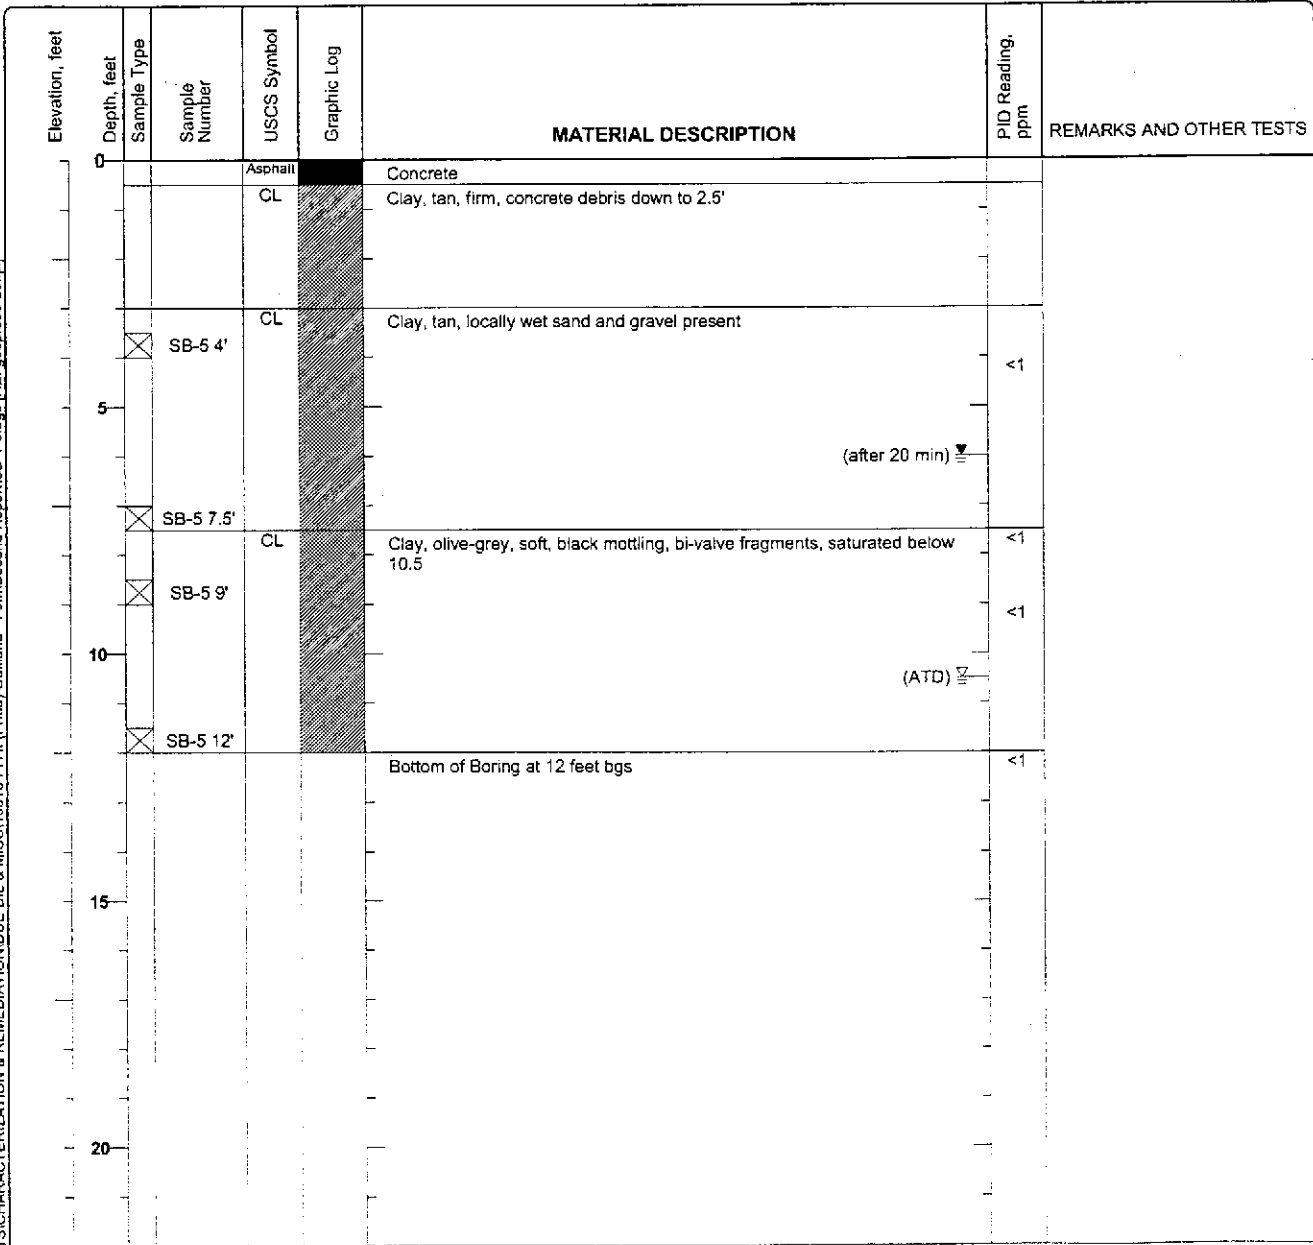 Elevation, feet
Depth, feet
Sample Type
Sample
Number
USCS Symbol
Graphic Log
MATERIAL DESCRIPTION
PID Reading,
ppm
REMARKS AND OTHER TESTS
0
Asphalt
Concrete
CL
Clay, tan, firm, concrete debris down to 2.5'
CL
Clay, tan, locally wet sand and gravel present
SB-5 4'
<1
5
(after 20 min)
SB-5 7.5'
CL
Clay, olive-grey, soft, black mottling, bi-valve fragments, saturated below
10.5
<1
SB-5 9'
<1
10
(ATD)
SB-5 12'
Bottom of Boring at 12 feet bgs
<1
15
20